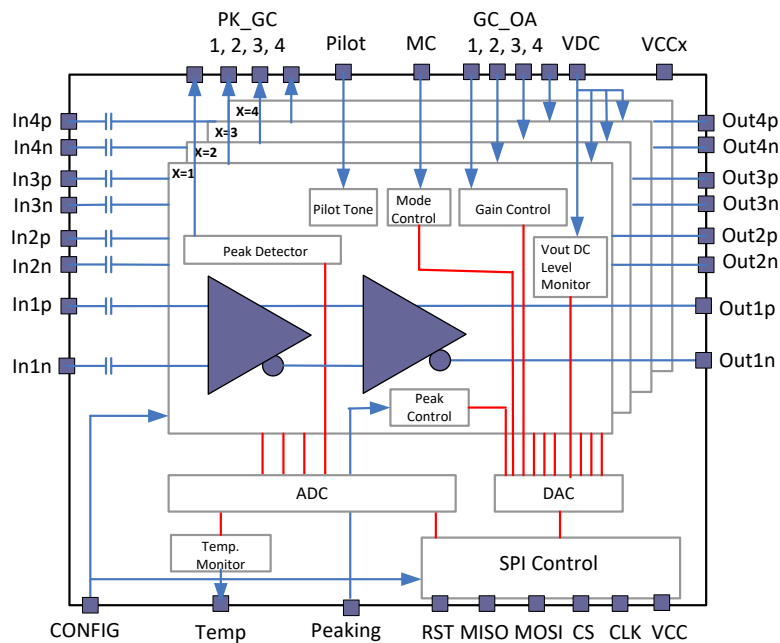 PK_GC
1, 2, 3, 4
Pilot
MC
GC_OA
1, 2, 3, 4
VDC
VCCx
In4p
In4n
In3p
In3n
In2p
In2n
In1p
In1n
X=4
X=3
X=2
X=1
Out4p
Out4n
Out3p
Out3n
Out2p
Out2n
Out1p
Out1n
Pilot Tone
Mode
Control
Gain Control
Peak Detector
Vout DC
Level
Monitor
Peak
Control
ADC
DAC
Temp.
Monitor
SPI Control
CONFIG
Temp
Peaking
RST
MISO
MOSI
CS
CLK
VCC